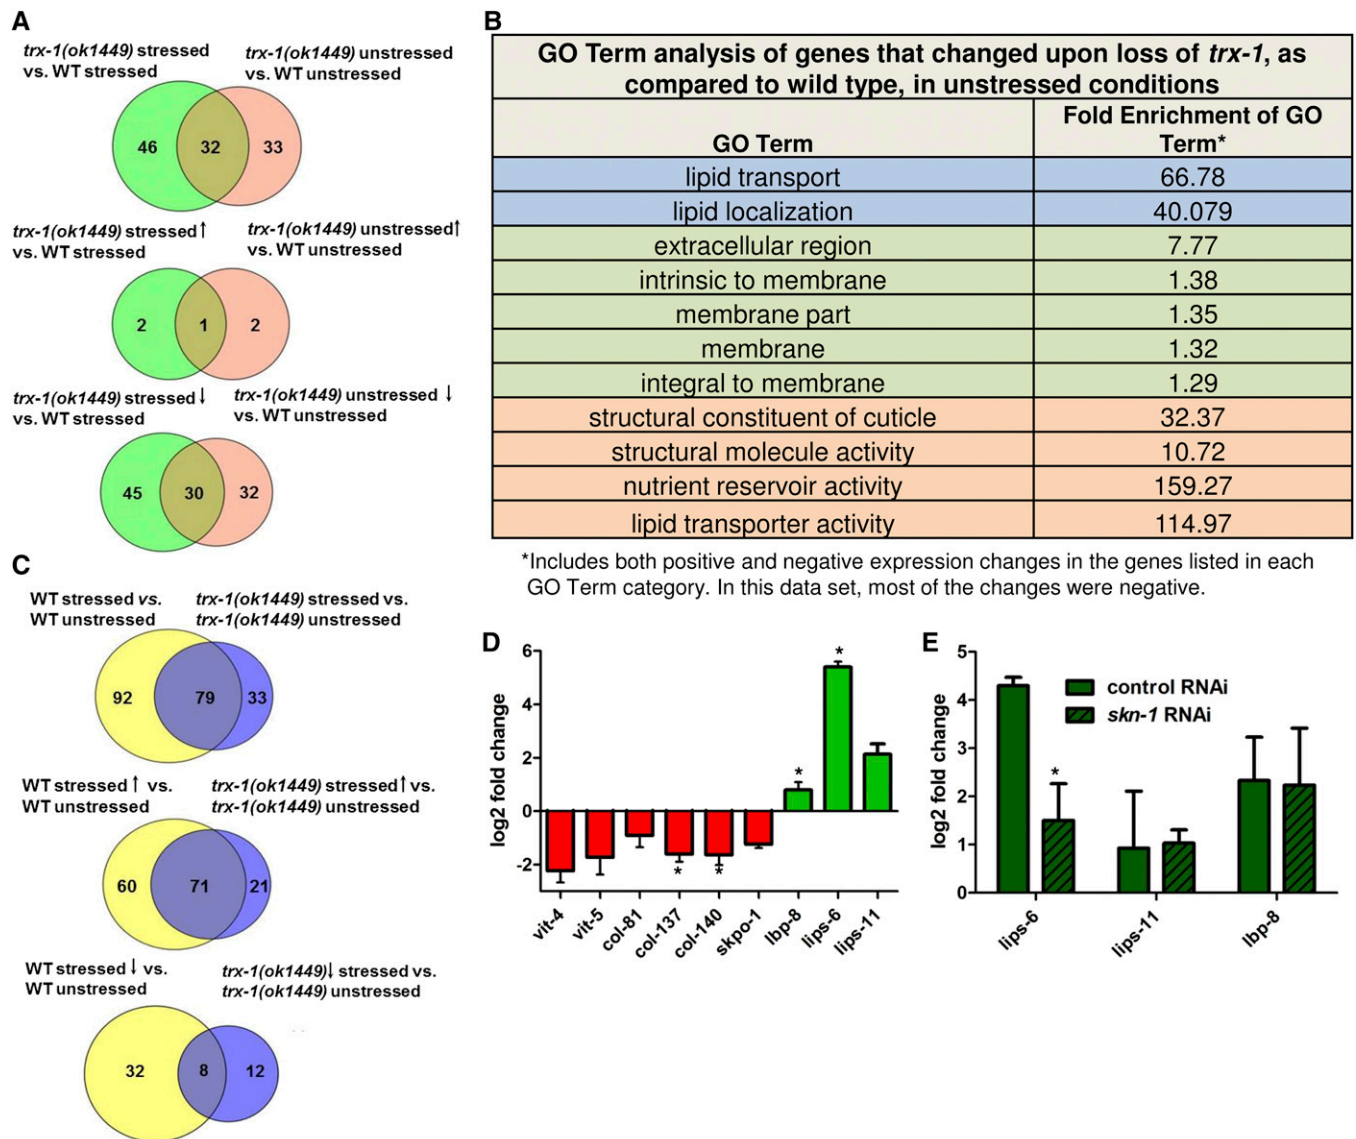 A
trx-1(ok1449) stressed
vs. WT stressed
trx-1(ok1449) unstressed
vs. WT unstressed
46
32
33
trx-1(ok1449) stressed↑
vs. WT stressed
trx-1(ok1449) unstressed↑
vs. WT unstressed
2
1
2
trx-1(ok1449) stressed↓
vs. WT stressed
trx-1(ok1449) unstressed ↓
vs. WT unstressed
45
30
32
B
GO Term analysis of genes that changed upon loss of trx-1, as
compared to wild type, in unstressed conditions
GO Term
Fold Enrichment of GO
Term*
lipid transport 66.78
lipid localization 40.079
extracellular region 7.77
intrinsic to membrane 1.38
membrane part 1.35
membrane 1.32
integral to membrane 1.29
structural constituent of cuticle 32.37
structural molecule activity 10.72
nutrient reservoir activity 159.27
lipid transporter activity 114.97
*Includes both positive and negative expression changes in the genes listed in each
GO Term category. In this data set, most of the changes were negative.
C
WT stressed vs.
WT unstressed
trx-1(ok1449) stressed vs.
trx-1(ok1449) unstressed
92
79
33
WT stressed ↑ vs.
WT unstressed
trx-1(ok1449) stressed↑ vs.
trx-1(ok1449) unstressed
60
71
21
WT stressed ↓ vs.
WT unstressed
trx-1(ok1449)↓ stressed vs.
trx-1(ok1449) unstressed
32
8
12
D
log2 fold change
6
4
2
0
-2
*
*
*
*
vit-4
vit-5
col-81
col-137
col-140
skpo-1
lbp-8
lips-6
lips-11
E
log2 fold change
5
4
3
2
1
0
control RNAi
skn-1 RNAi
*
lips-6
lips-11
lbp-8